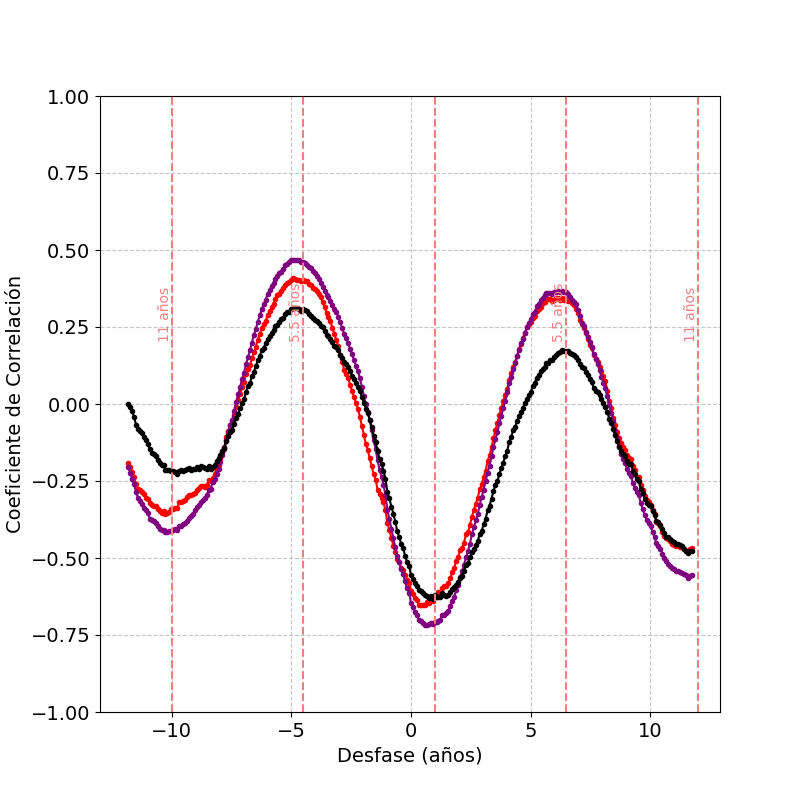 1.00
0.75
0.50
0.25
0.00
−0.25
−0.50
−0.75
−1.00
Coeficiente de Correlación
11 años
5.5 años
5.5 años
11 años
−10
−5
0
5
10
Desfase (años)